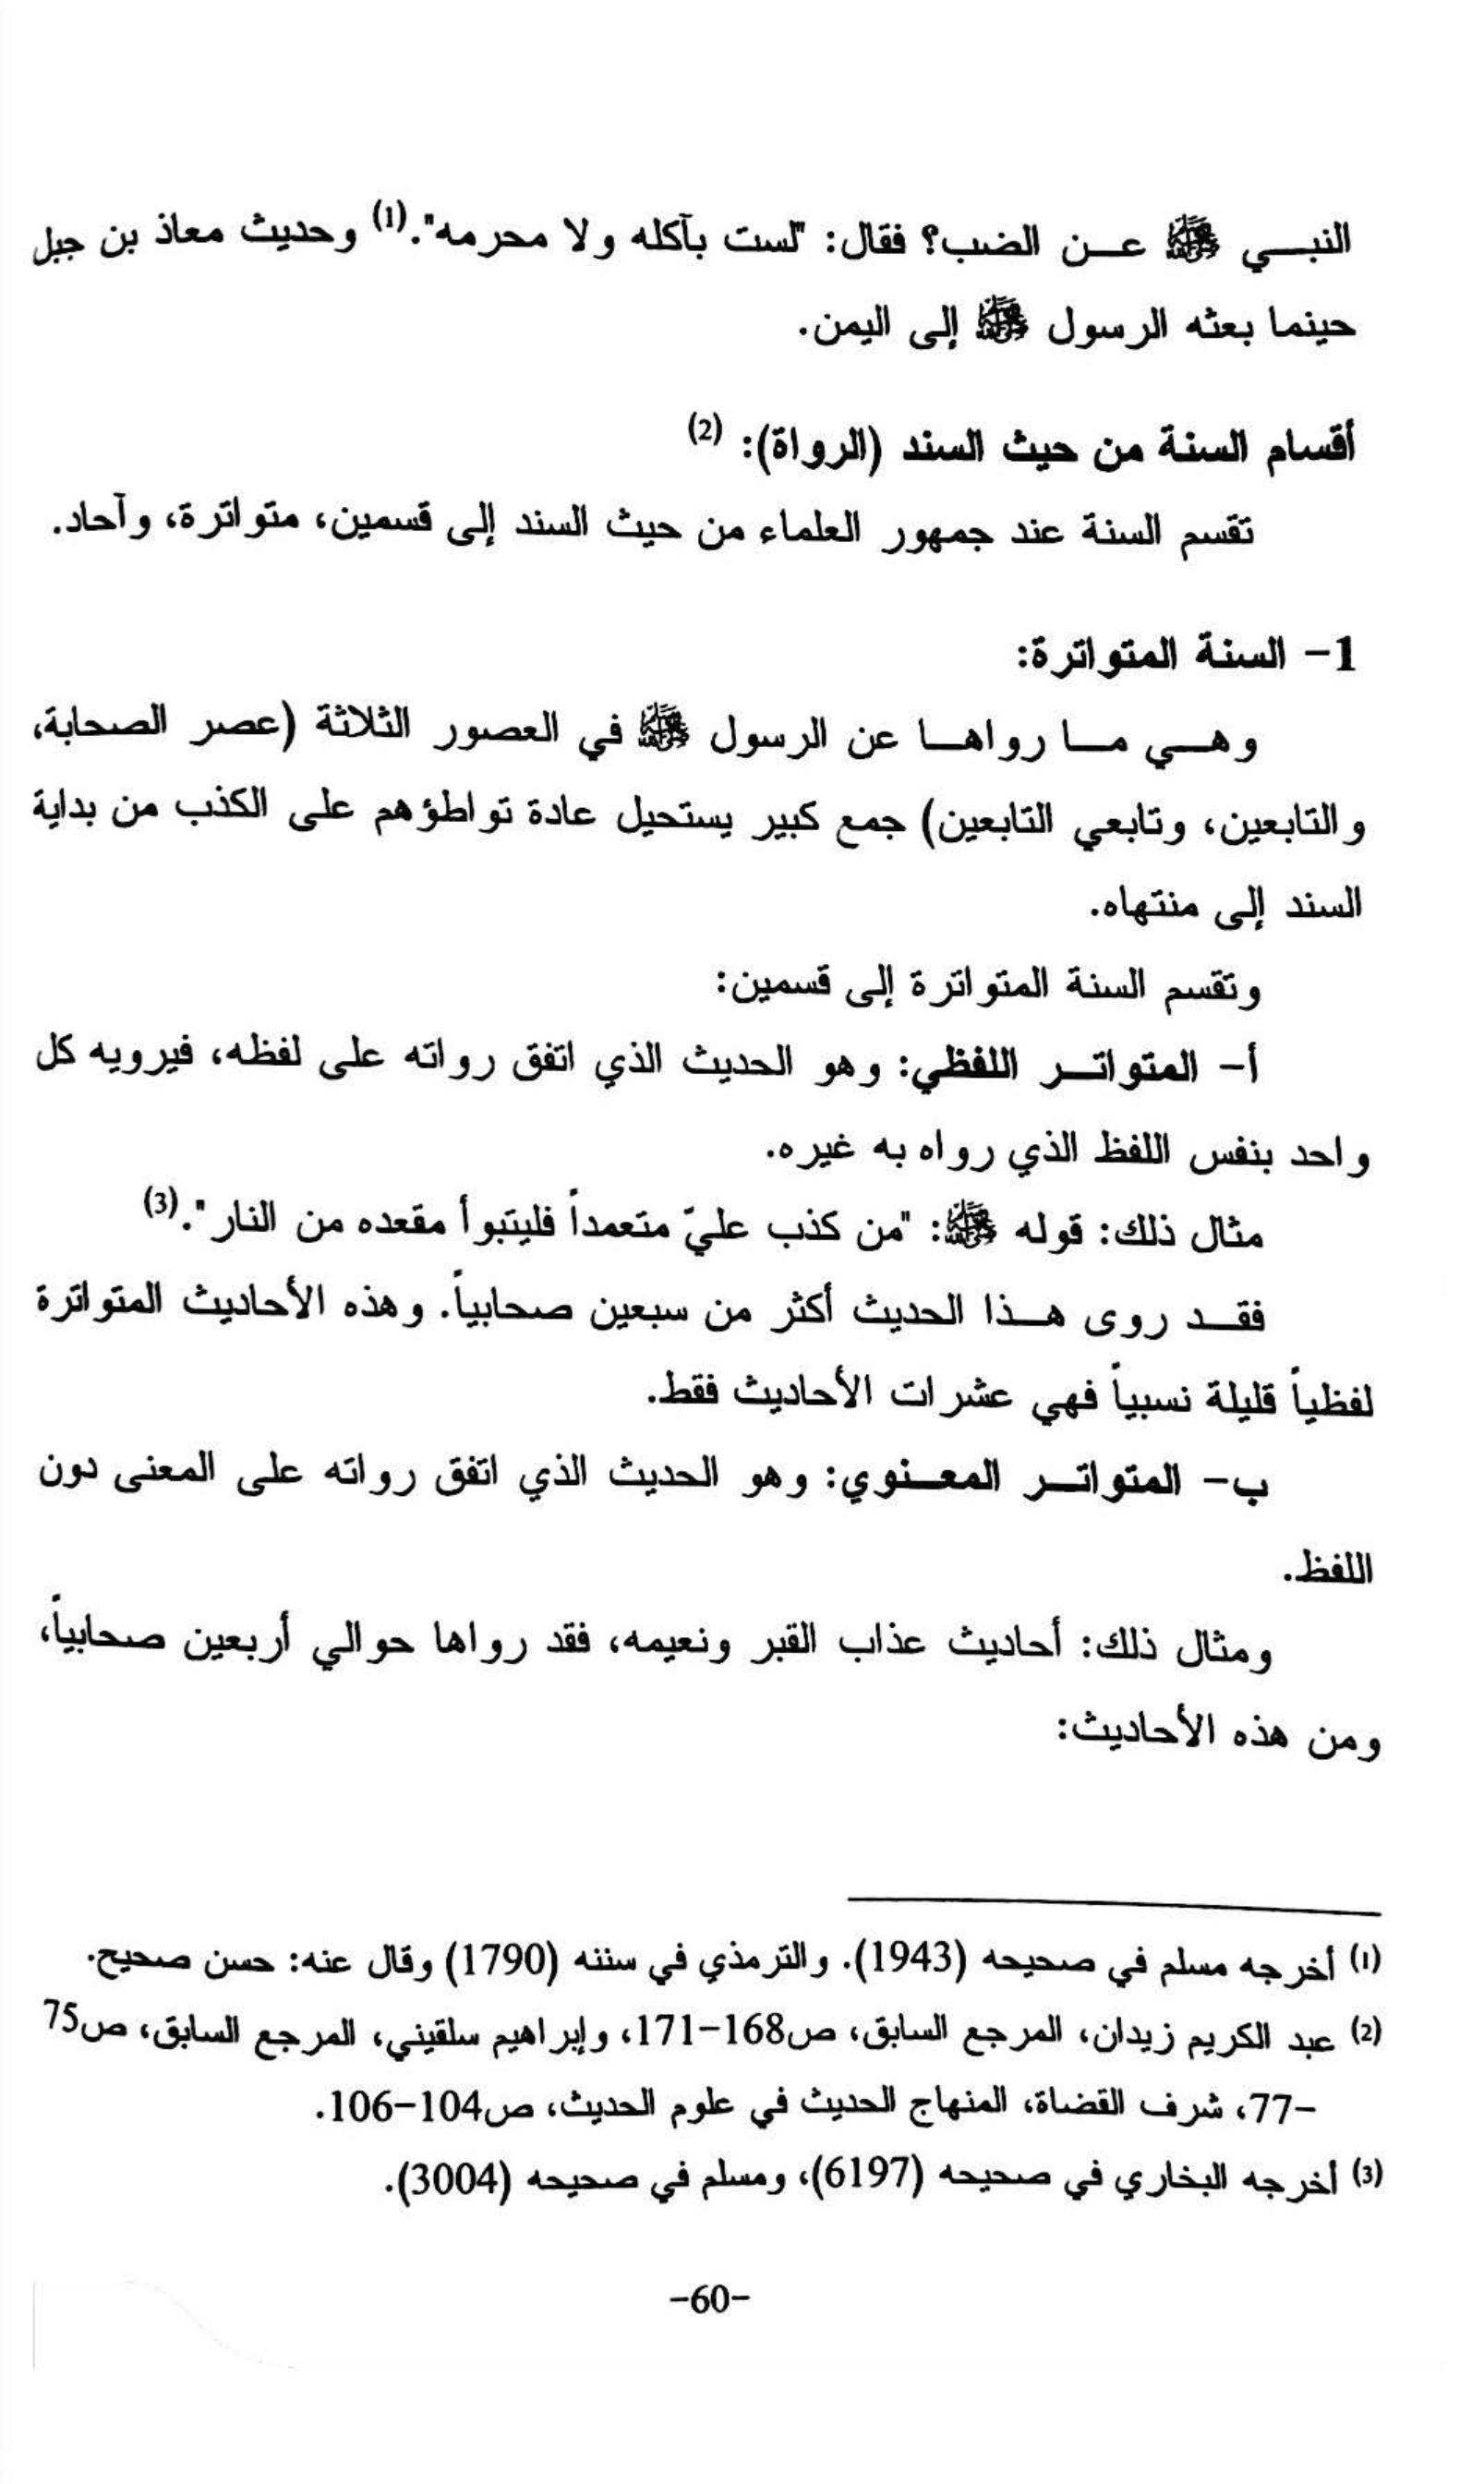 النبي ﷺ عن الضب؟ فقال: "لست بآكله ولا محرمه".(1) وحديث معاذ بن جبل
حينما بعثه الرسول ﷺ إلى اليمن.
أقسام السنة من حيث السند (الرواة): (2)
تقسم السنة عند جمهور العلماء من حيث السند إلى قسمين، متواترة، وآحاد.
1- السنة المتواترة:
وهي ما رواها عن الرسول ﷺ في العصور الثلاثة (عصر الصحابة،
والتابعين، وتابعي التابعين) جمع كبير يستحيل عادة تواطؤهم على الكذب من بداية
السند إلى منتهاه.
وتقسم السنة المتواترة إلى قسمين:
أ- المتواتر اللفظي: وهو الحديث الذي اتفق رواته على لفظه، فيرويه كل
واحد بنفس اللفظ الذي رواه به غيره.
مثال ذلك: قوله ﷺ: "من كذب عليّ متعمداً فليتبوأ مقعده من النار".(3)
فقد روى هذا الحديث أكثر من سبعين صحابياً. وهذه الأحاديث المتواترة
لفظياً قليلة نسبياً فهي عشرات الأحاديث فقط.
ب- المتواتر المعنوي: وهو الحديث الذي اتفق رواته على المعنى دون
اللفظ.
ومثال ذلك: أحاديث عذاب القبر ونعيمه، فقد رواها حوالي أربعين صحابياً،
ومن هذه الأحاديث:
(1) أخرجه مسلم في صحيحه (1943). والترمذي في سننه (1790) وقال عنه: حسن صحيح.
(2) عبد الكريم زيدان، المرجع السابق، ص168-171، وإبراهيم سلقيني، المرجع السابق، ص75
-77، شرف القضاة، المنهاج الحديث في علوم الحديث، ص104-106.
(3) أخرجه البخاري في صحيحه (6197)، ومسلم في صحيحه (3004).
-60-